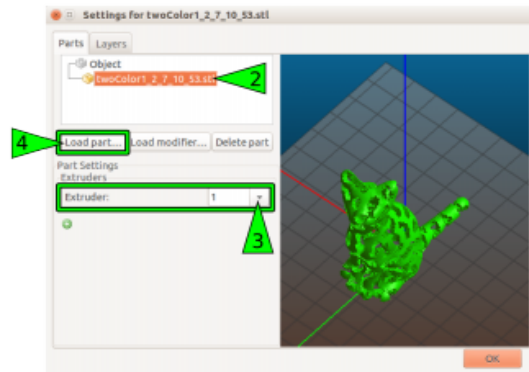 Settings for twoColor1_2_7_10_53.stl
Parts Layers
Object
twoColor1_2_7_10_53.stl
2
4
Load part... Load modifier... Delete part
Part Settings
Extruders
Extruder: 1
3
OK